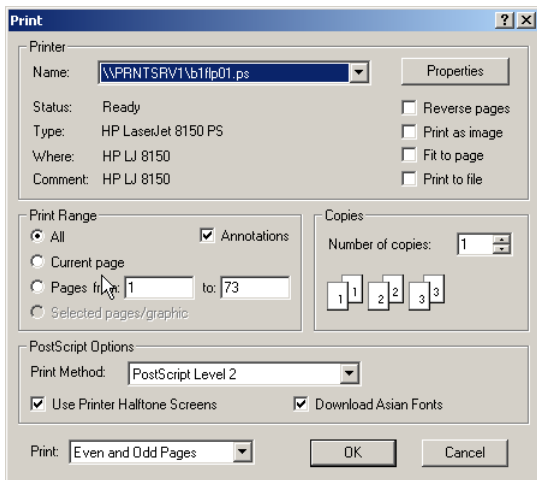 Print
Printer
Name: \\PRNTSRV1\b1flp01.ps Properties
Status: Ready Reverse pages
Type: HP LaserJet 8150 PS Print as image
Where: HP LJ 8150 Fit to page
Comment: HP LJ 8150 Print to file
Print Range Copies
All Annotations Number of copies: 1
Current page
Pages from: 1 to: 73 1 1 2 2 3 3
Selected pages/graphic
PostScript Options
Print Method: PostScript Level 2
Use Printer Halftone Screens Download Asian Fonts
Print: Even and Odd Pages OK Cancel